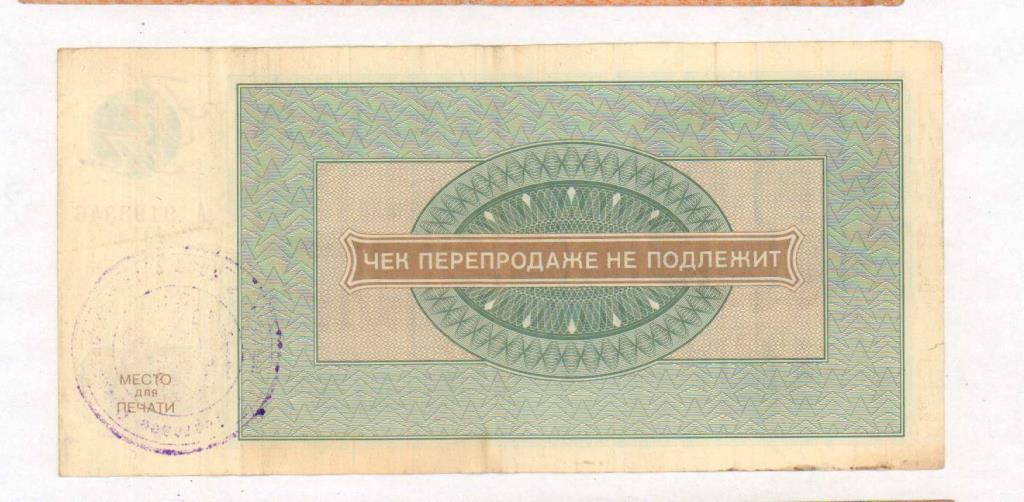 ЧЕК ПЕРЕПРОДАЖЕ НЕ ПОДЛЕЖИТ
МЕСТО
для
ПЕЧАТИ